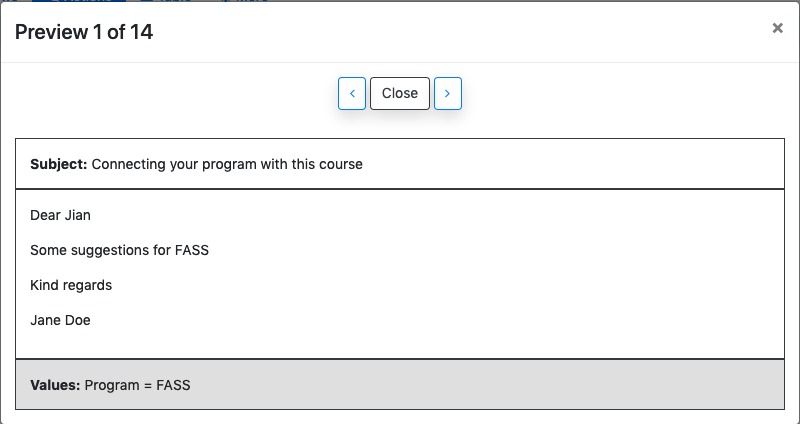 Preview 1 of 14
×
< Close >
Subject: Connecting your program with this course
Dear Jian
Some suggestions for FASS
Kind regards
Jane Doe
Values: Program = FASS